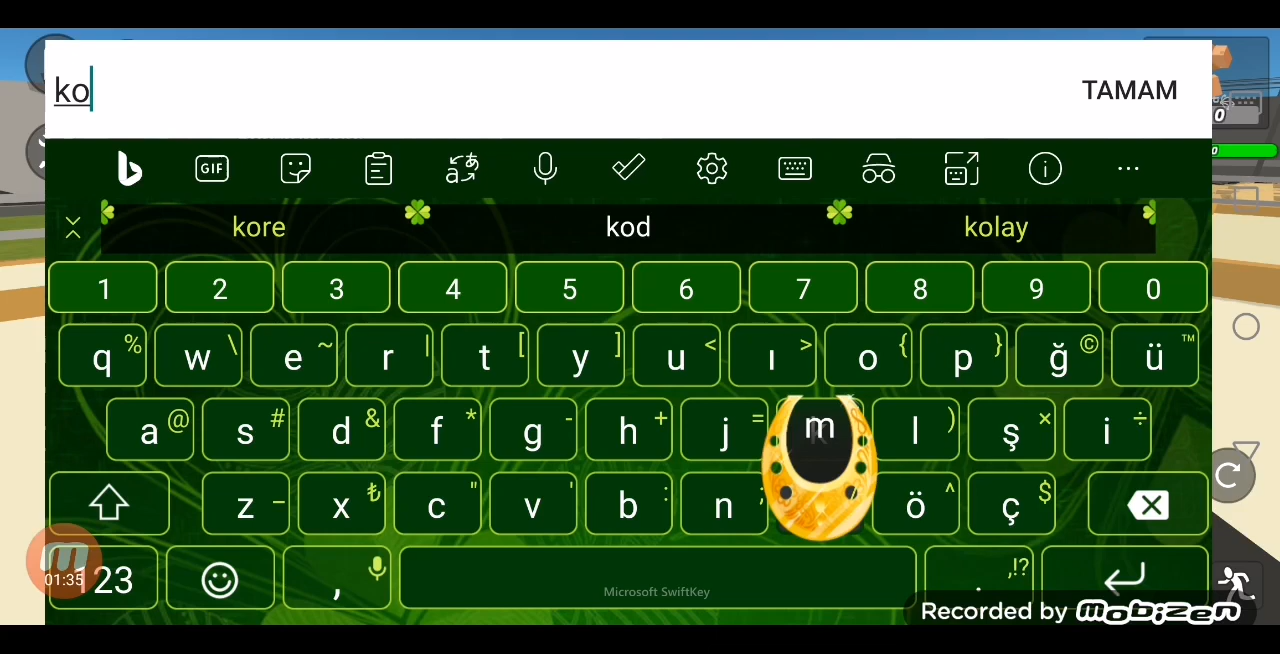 ko
TAMAM
GIF
kore kod kolay
1 2 3 4 5 6 7 8 9 0
q % w \ e ~ r | t [ y ] u < ı > o { p } ğ © ü ™
a @ s # d & f * g - h + j = l ) ş × i ÷
m
z – x ₺ c " v ' b : n ; ö ^ ç $
01:35
123 , . ,!?
Microsoft SwiftKey
Recorded by mobizen